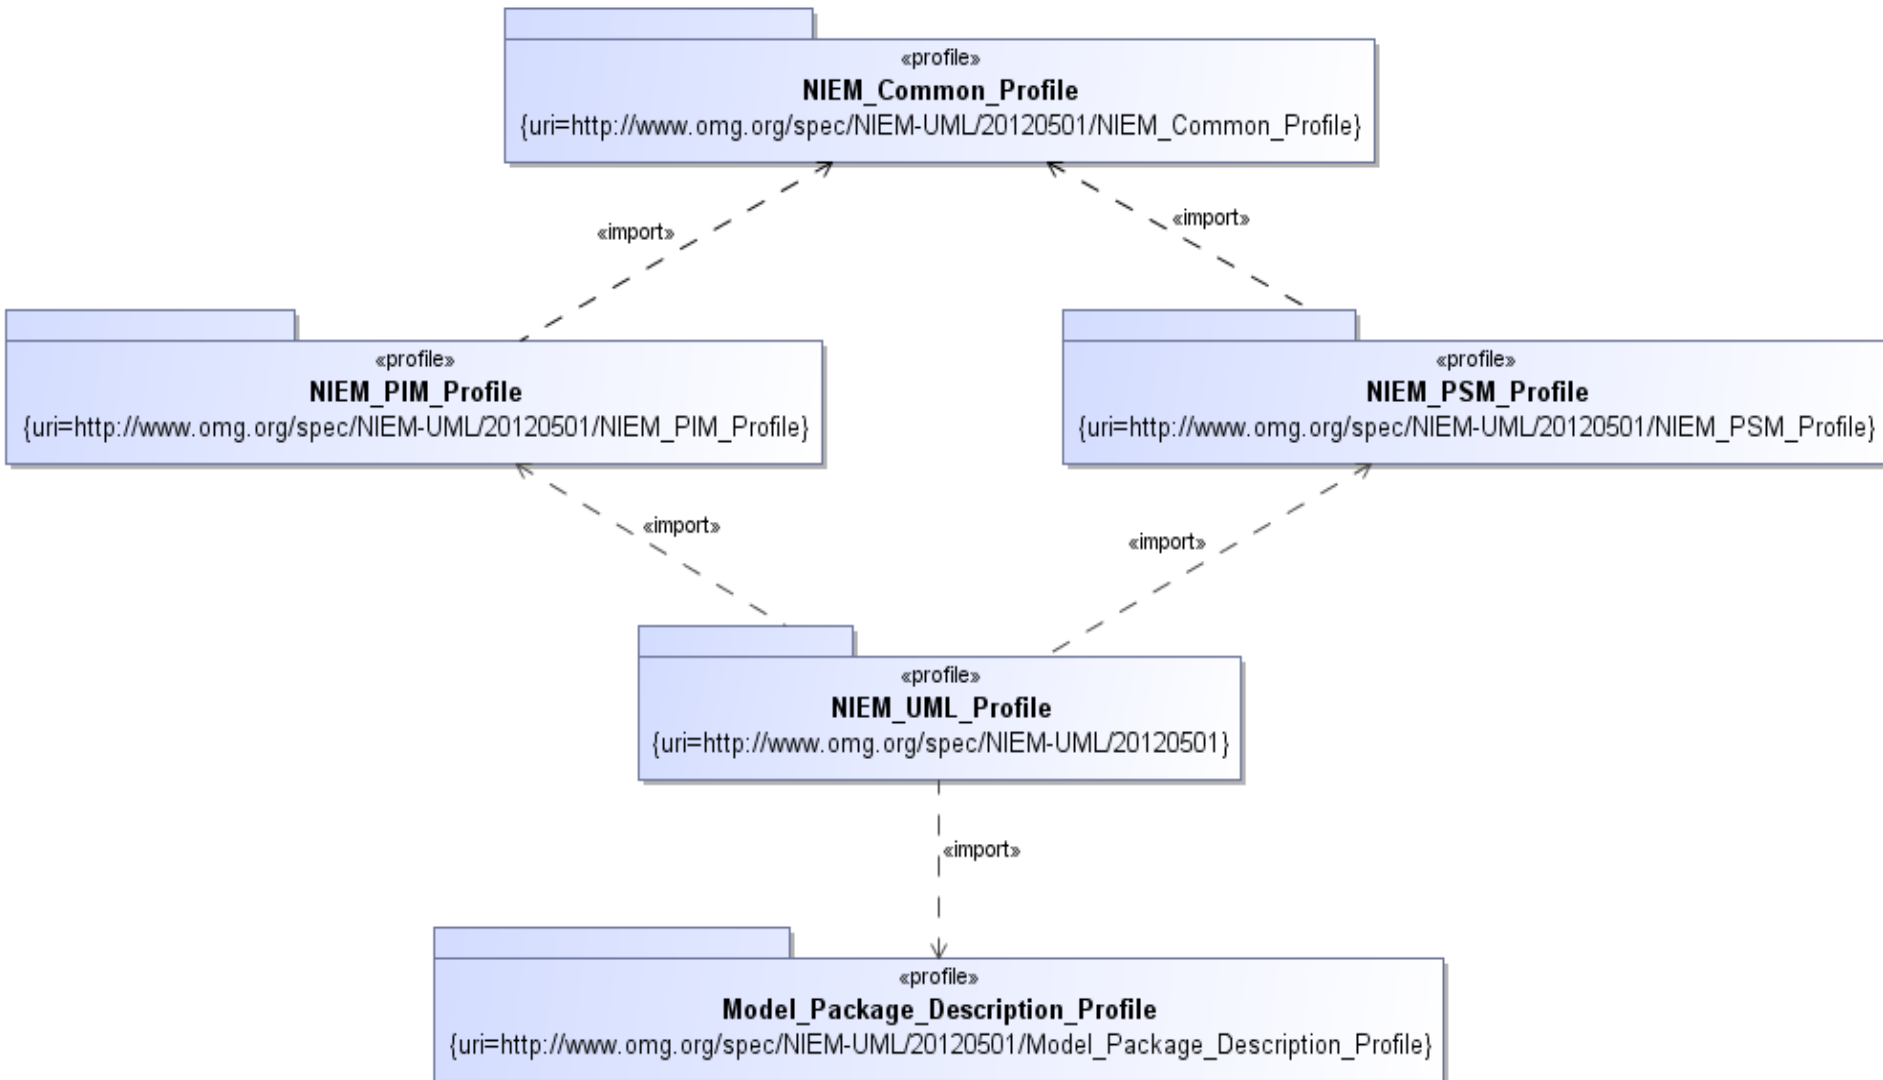 «profile»
NIEM_Common_Profile
{uri=http://www.omg.org/spec/NIEM-UML/20120501/NIEM_Common_Profile}
«import»
«import»
«profile»
NIEM_PIM_Profile
{uri=http://www.omg.org/spec/NIEM-UML/20120501/NIEM_PIM_Profile}
«profile»
NIEM_PSM_Profile
{uri=http://www.omg.org/spec/NIEM-UML/20120501/NIEM_PSM_Profile}
«import»
«import»
«profile»
NIEM_UML_Profile
{uri=http://www.omg.org/spec/NIEM-UML/20120501}
«import»
«profile»
Model_Package_Description_Profile
{uri=http://www.omg.org/spec/NIEM-UML/20120501/Model_Package_Description_Profile}